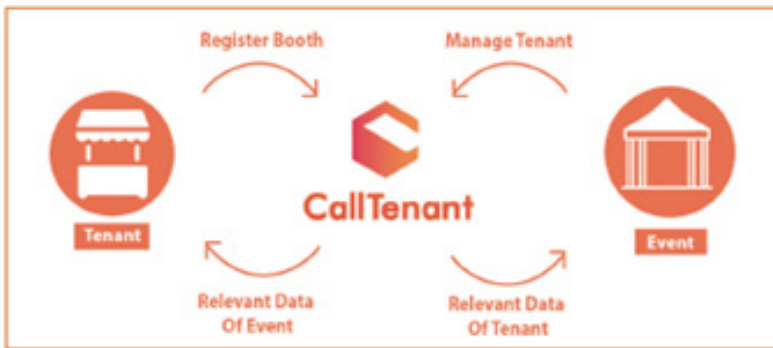 Register Booth
Manage Tenant
CallTenant
Tenant
Event
Relevant Data
Of Event
Relevant Data
Of Tenant